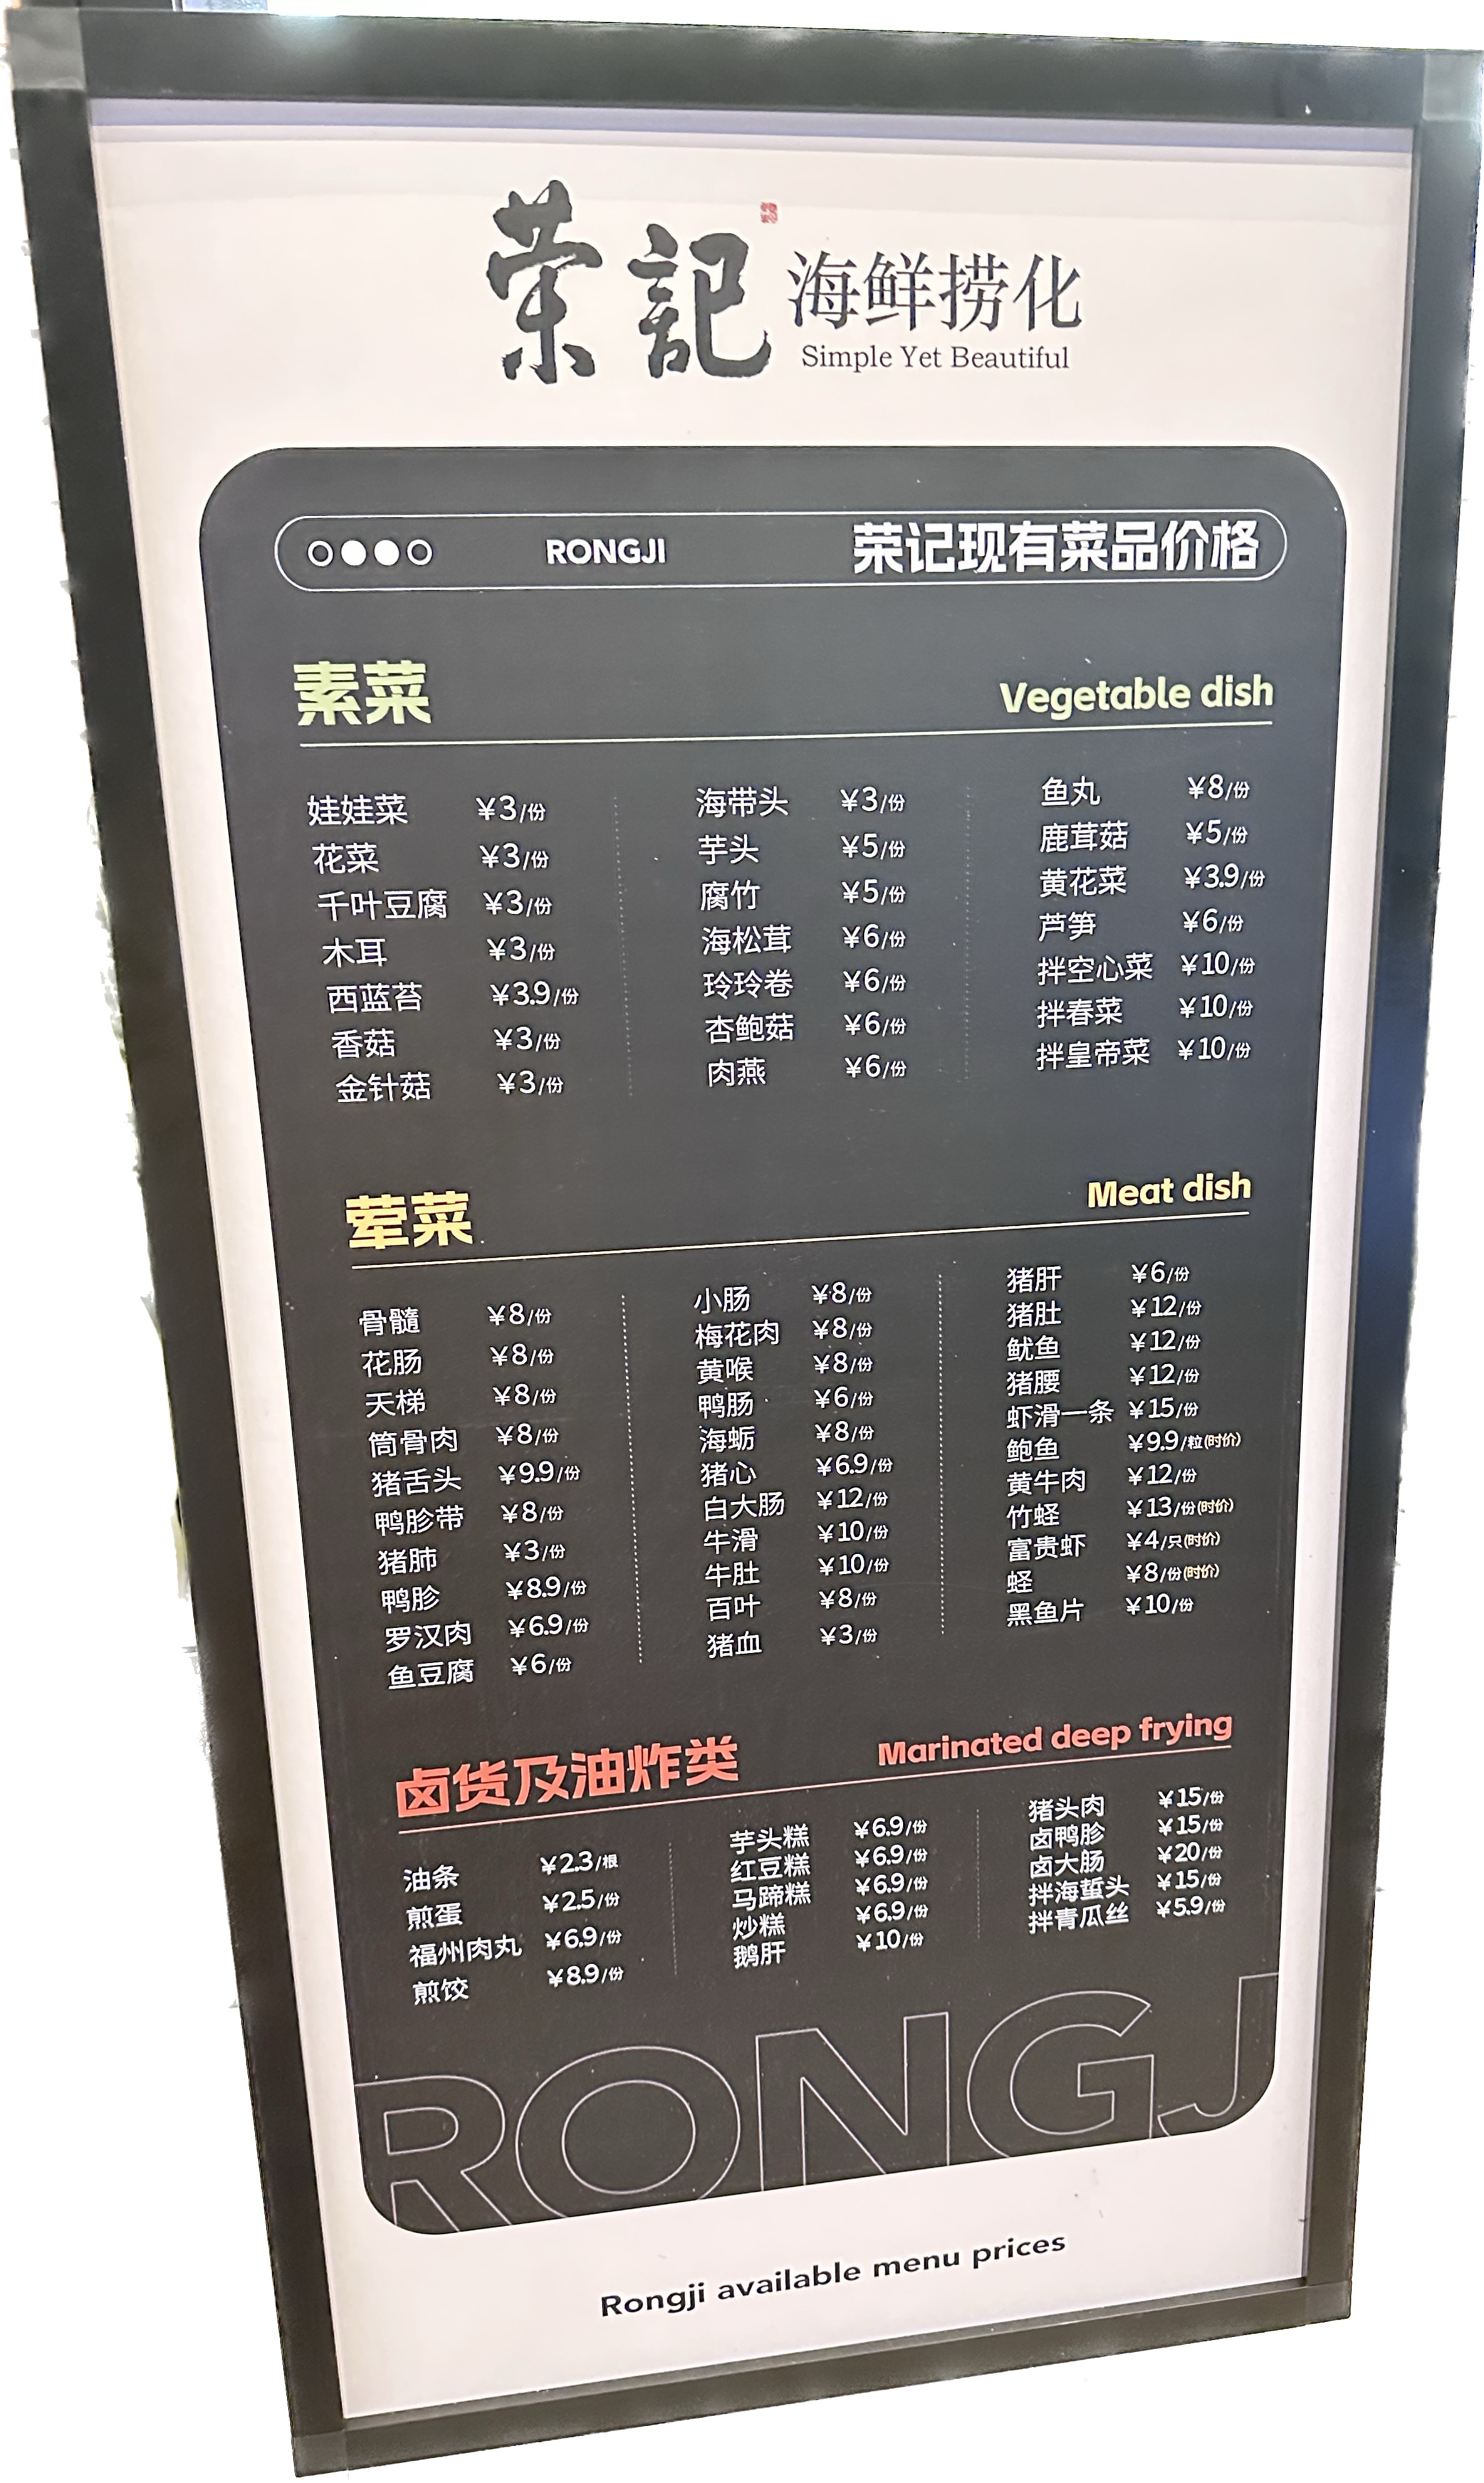 荣記
海鲜捞化
Simple Yet Beautiful
RONGJI 荣记现有菜品价格
素菜 Vegetable dish
娃娃菜 ¥3/份
花菜 ¥3/份
千叶豆腐 ¥3/份
木耳 ¥3/份
西蓝苔 ¥3.9/份
香菇 ¥3/份
金针菇 ¥3/份
海带头 ¥3/份
芋头 ¥5/份
腐竹 ¥5/份
海松茸 ¥6/份
玲玲卷 ¥6/份
杏鲍菇 ¥6/份
肉燕 ¥6/份
鱼丸 ¥8/份
鹿茸菇 ¥5/份
黄花菜 ¥3.9/份
芦笋 ¥6/份
拌空心菜 ¥10/份
拌春菜 ¥10/份
拌皇帝菜 ¥10/份
荤菜 Meat dish
骨髓 ¥8/份
花肠 ¥8/份
天梯 ¥8/份
筒骨肉 ¥8/份
猪舌头 ¥9.9/份
鸭胗带 ¥8/份
猪肺 ¥3/份
鸭胗 ¥8.9/份
罗汉肉 ¥6.9/份
鱼豆腐 ¥6/份
小肠 ¥8/份
梅花肉 ¥8/份
黄喉 ¥8/份
鸭肠 ¥6/份
海蛎 ¥8/份
猪心 ¥6.9/份
白大肠 ¥12/份
牛滑 ¥10/份
牛肚 ¥10/份
百叶 ¥8/份
猪血 ¥3/份
猪肝 ¥6/份
猪肚 ¥12/份
鱿鱼 ¥12/份
猪腰 ¥12/份
虾滑一条 ¥15/份
鲍鱼 ¥9.9/粒(时价)
黄牛肉 ¥12/份
竹蛏 ¥13/份(时价)
富贵虾 ¥4/只(时价)
蛏 ¥8/份(时价)
黑鱼片 ¥10/份
卤货及油炸类 Marinated deep frying
油条 ¥2.3/根
煎蛋 ¥2.5/份
福州肉丸 ¥6.9/份
煎饺 ¥8.9/份
芋头糕 ¥6.9/份
红豆糕 ¥6.9/份
马蹄糕 ¥6.9/份
炒糕 ¥6.9/份
鹅肝 ¥10/份
猪头肉 ¥15/份
卤鸭胗 ¥15/份
卤大肠 ¥20/份
拌海蜇头 ¥15/份
拌青瓜丝 ¥5.9/份
RONGJ
Rongji available menu prices